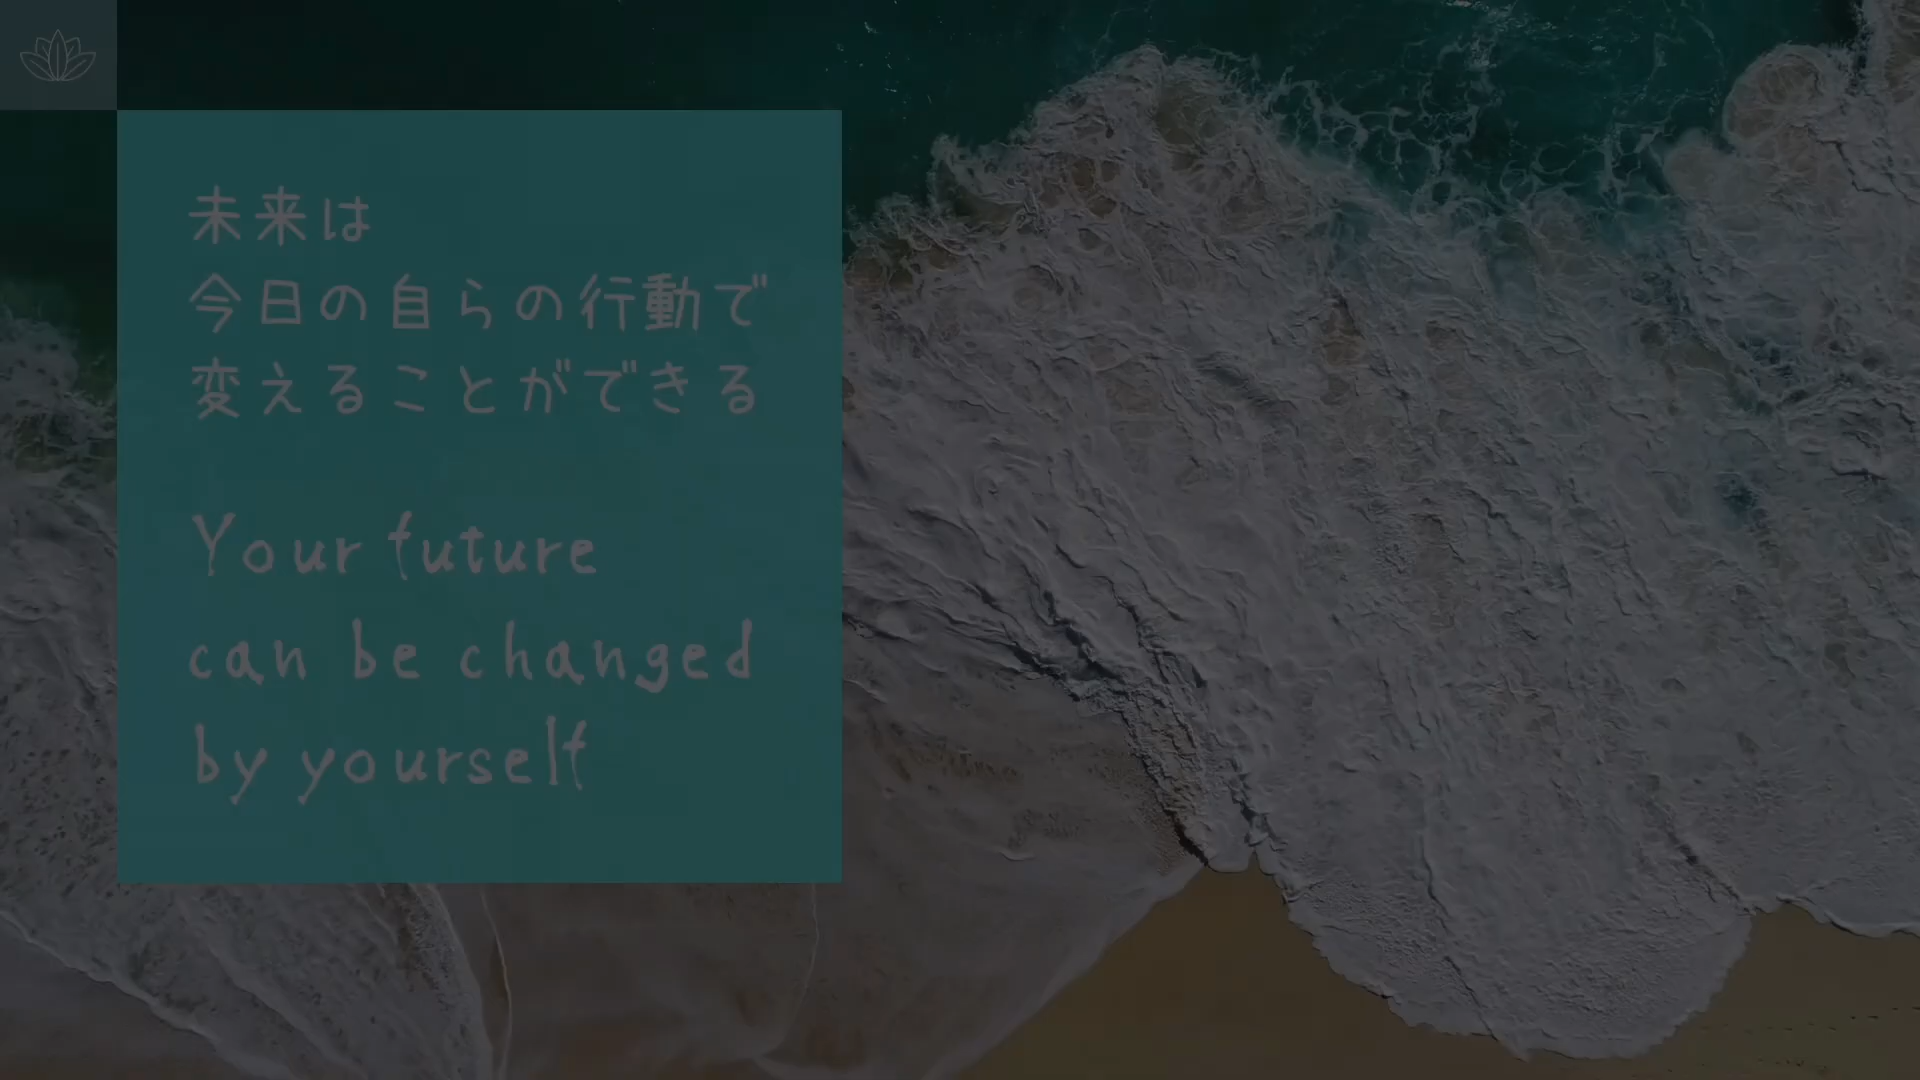 未来は
今日の自らの行動で
変えることができる
Your future
can be changed
by yourself